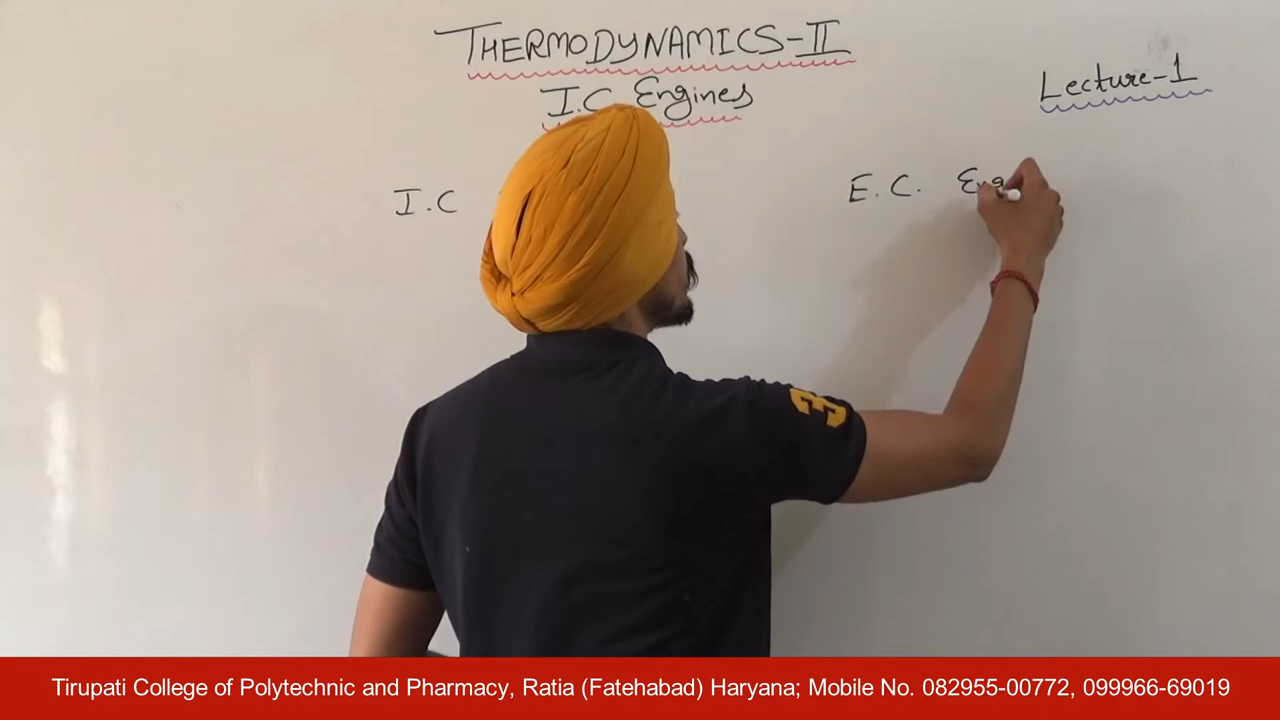 THERMODYNAMICS-II
I.C Engines
Lecture-1
I.C
E.C. Eng
3
Tirupati College of Polytechnic and Pharmacy, Ratia (Fatehabad) Haryana; Mobile No. 082955-00772, 099966-69019